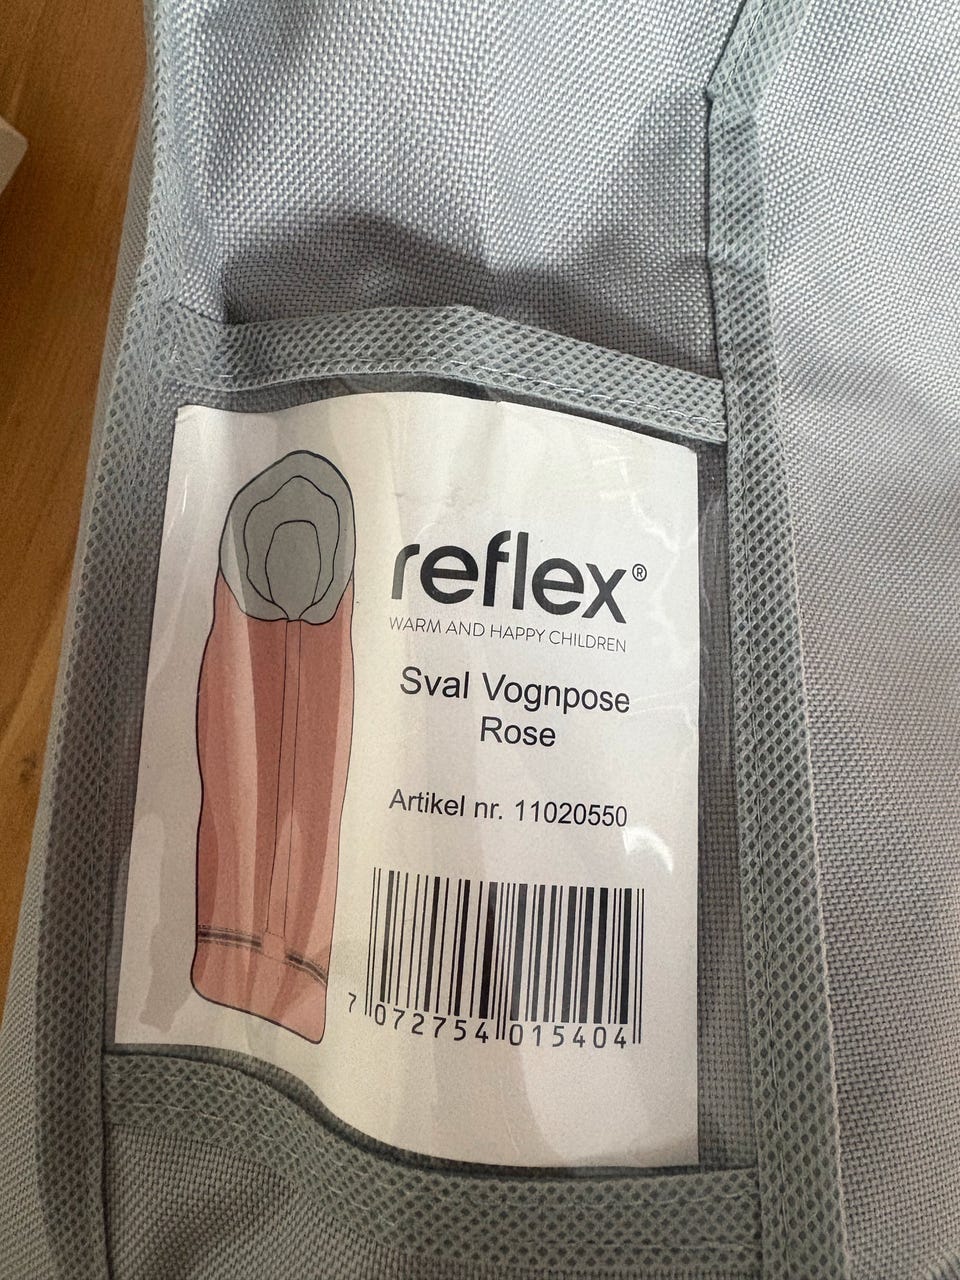 reflex®
WARM AND HAPPY CHILDREN
Sval Vognpose
Rose
Artikel nr. 11020550
7 072754 015404